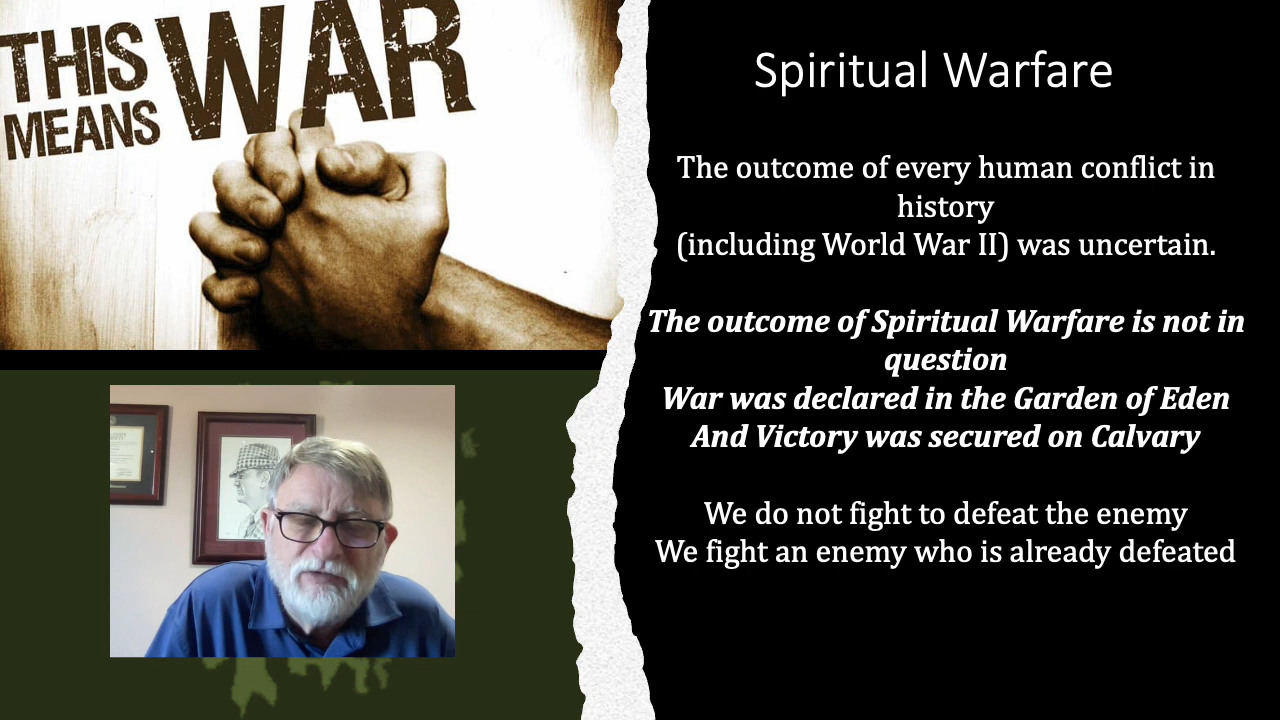 THIS
MEANS
WAR
Spiritual Warfare
The outcome of every human conflict in
history
(including World War II) was uncertain.
The outcome of Spiritual Warfare is not in
question
War was declared in the Garden of Eden
And Victory was secured on Calvary
We do not fight to defeat the enemy
We fight an enemy who is already defeated